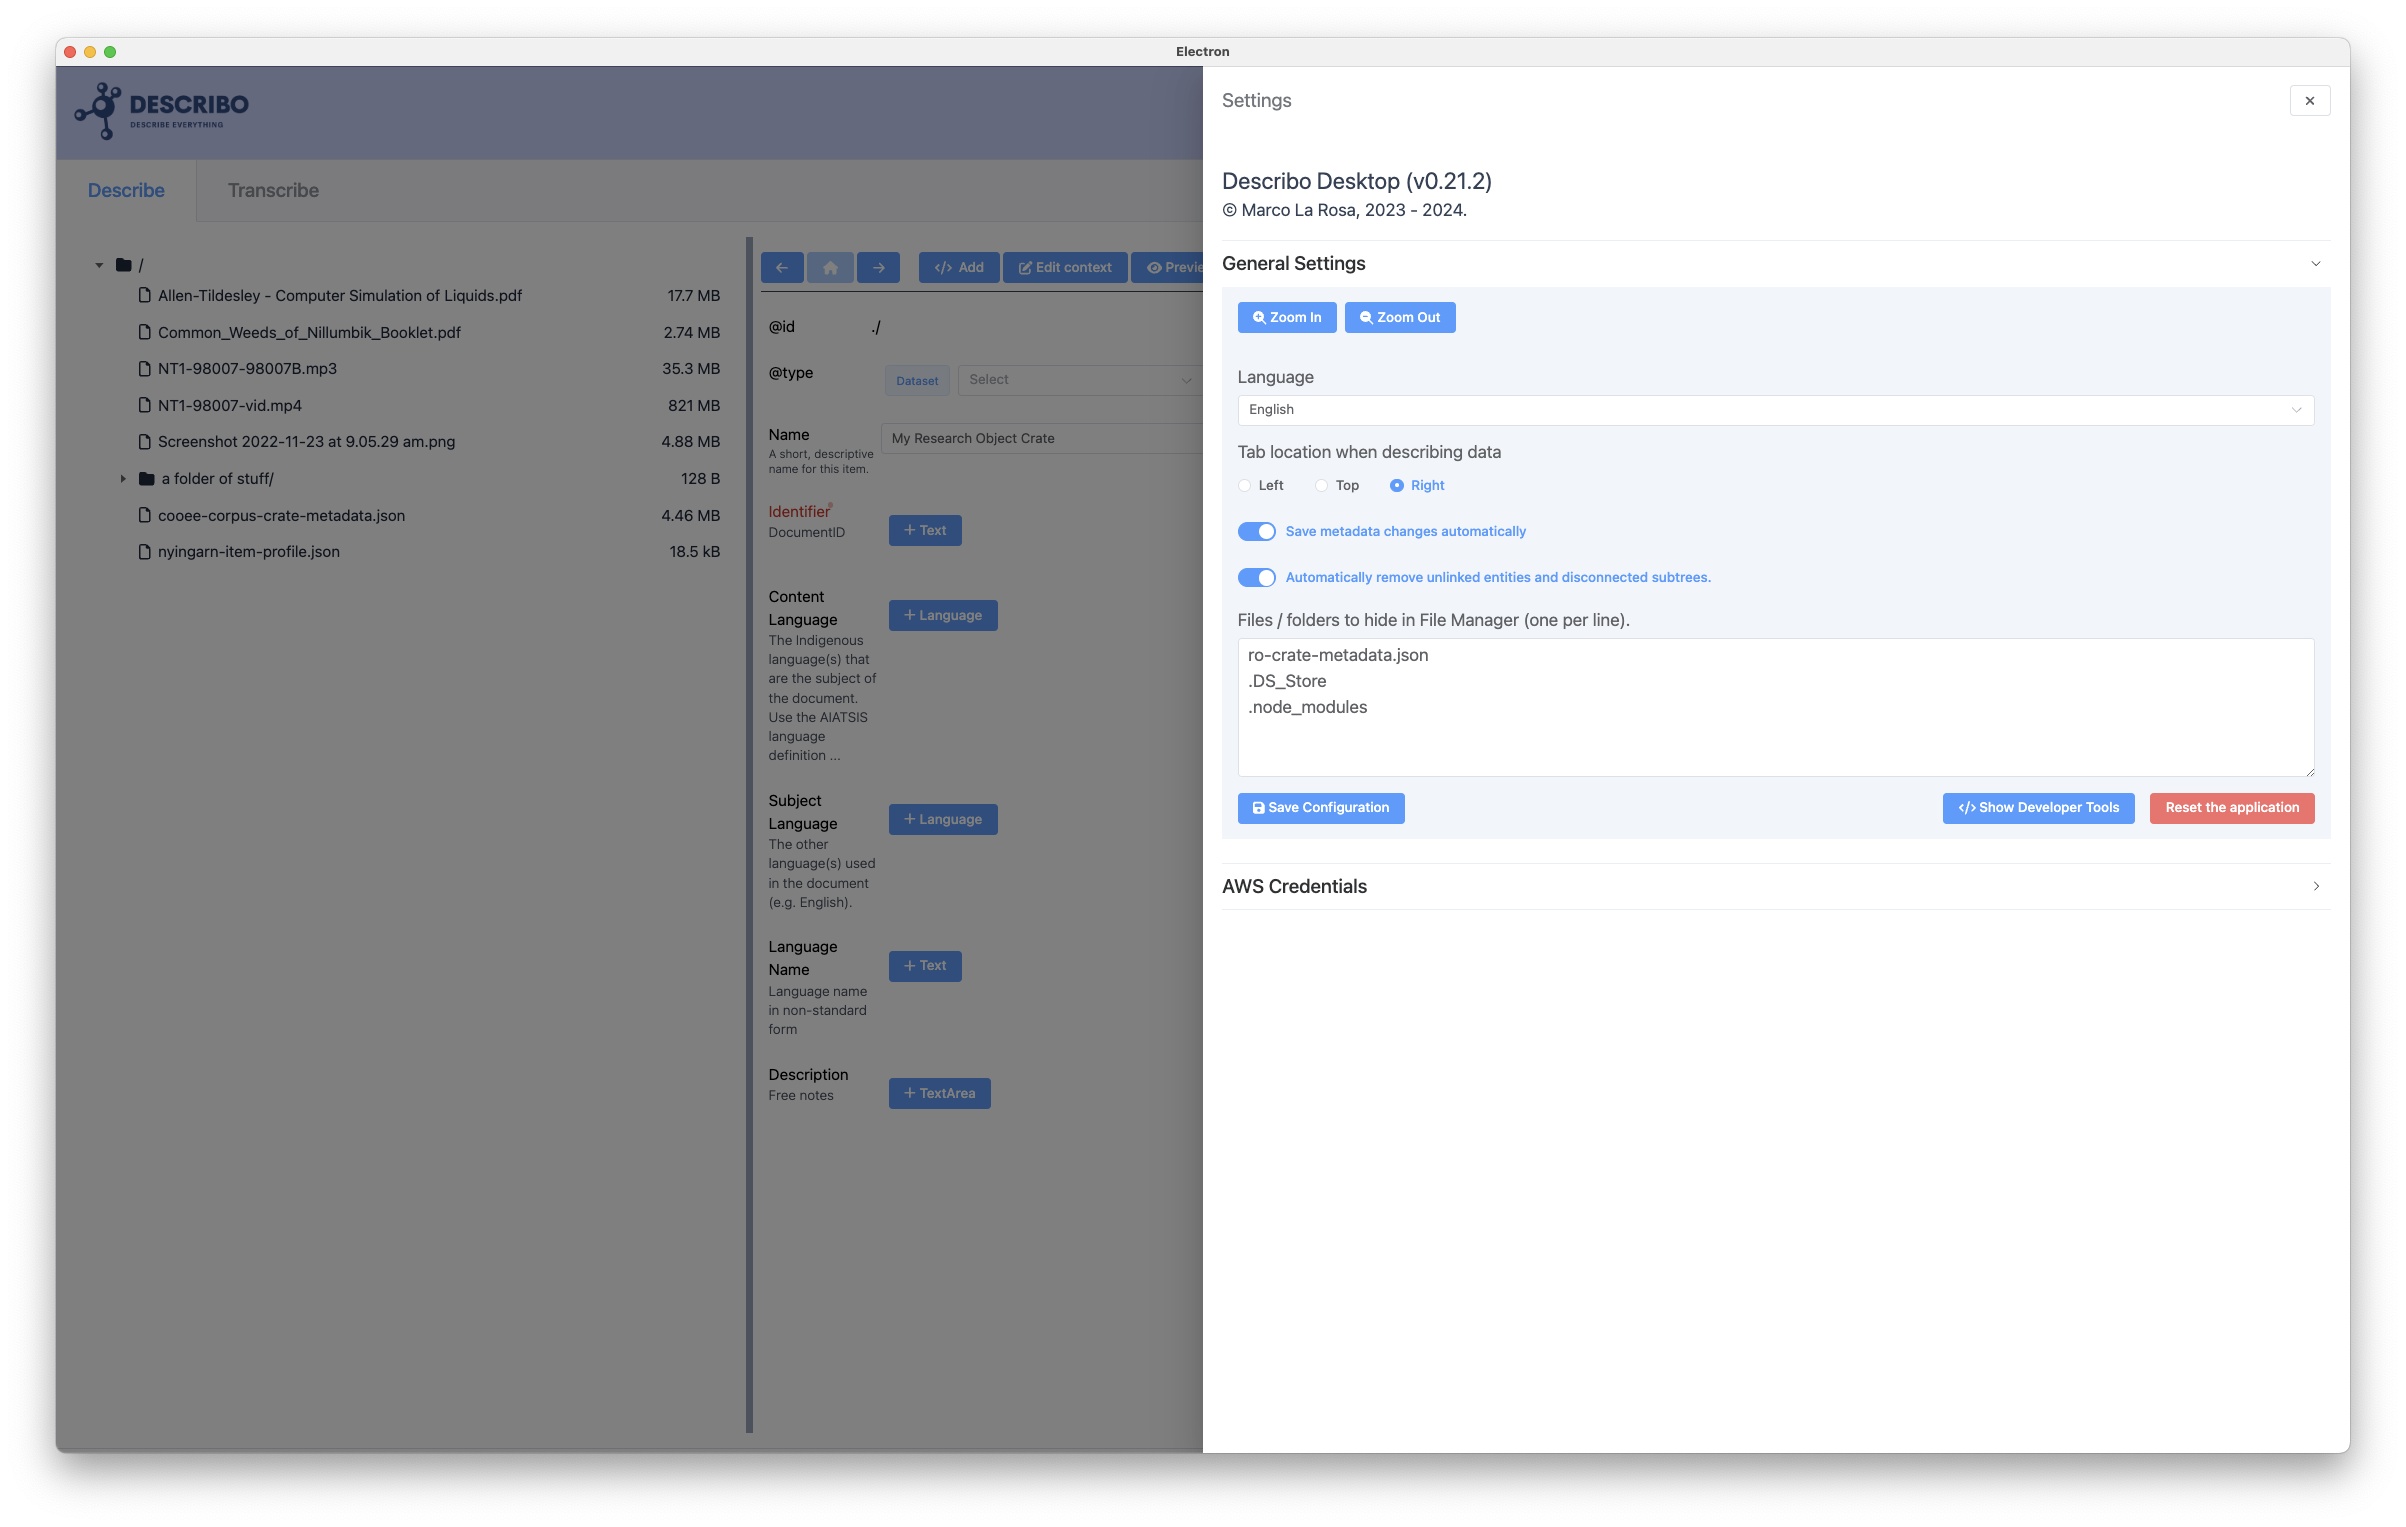 Electron
DESCRIBO
DESCRIBE EVERYTHING
Describe
Transcribe
/
Allen-Tildesley - Computer Simulation of Liquids.pdf 17.7 MB
Common_Weeds_of_Nillumbik_Booklet.pdf 2.74 MB
NT1-98007-98007B.mp3 35.3 MB
NT1-98007-vid.mp4 821 MB
Screenshot 2022-11-23 at 9.05.29 am.png 4.88 MB
a folder of stuff/ 128 B
cooee-corpus-crate-metadata.json 4.46 MB
nyingarn-item-profile.json 18.5 kB
</> Add
Edit context
Previe
@id ./
@type Dataset Select
Name
A short, descriptive
name for this item.
My Research Object Crate
Identifier*
DocumentID
+ Text
Content
Language
The Indigenous
language(s) that
are the subject of
the document.
Use the AIATSIS
language
definition ...
+ Language
Subject
Language
The other
language(s) used
in the document
(e.g. English).
+ Language
Language
Name
Language name
in non-standard
form
+ Text
Description
Free notes
+ TextArea
Settings
Describo Desktop (v0.21.2)
© Marco La Rosa, 2023 - 2024.
General Settings
Zoom In Zoom Out
Language
English
Tab location when describing data
Left Top Right
Save metadata changes automatically
Automatically remove unlinked entities and disconnected subtrees.
Files / folders to hide in File Manager (one per line).
ro-crate-metadata.json
.DS_Store
.node_modules
Save Configuration
</> Show Developer Tools
Reset the application
AWS Credentials